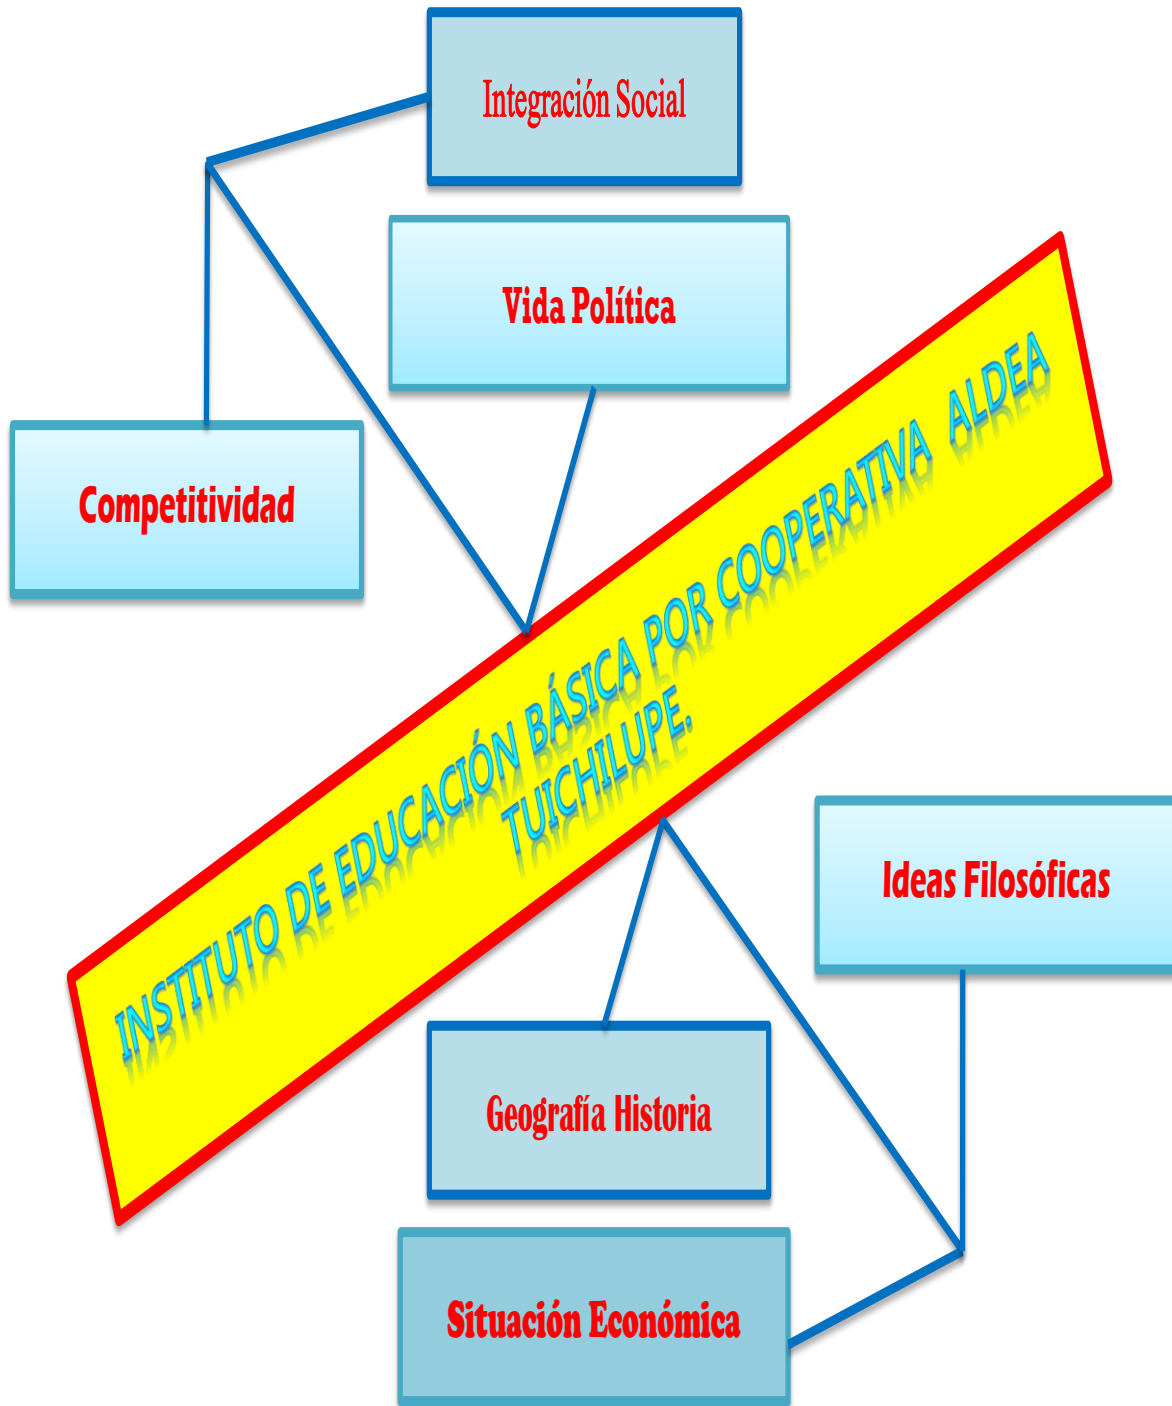 Integración Social
Vida Política
Competitividad
INSTITUTO DE EDUCACIÓN BÁSICA POR COOPERATIVA ALDEA
TUICHILUPE.
Ideas Filosóficas
Geografía Historia
Situación Económica